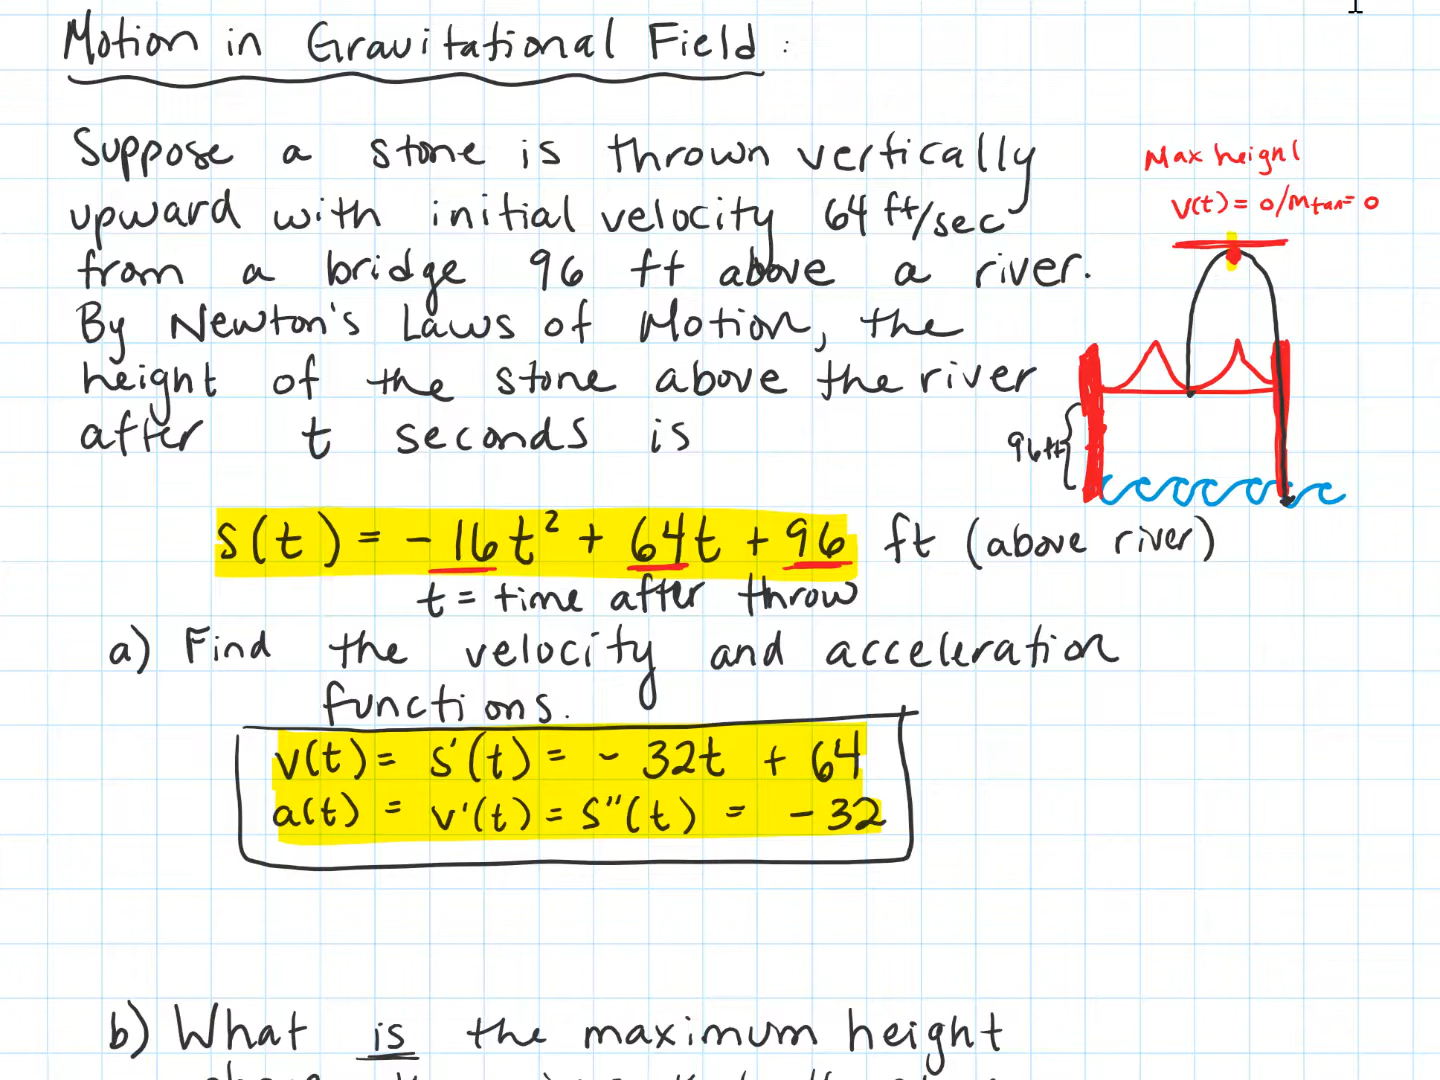 Motion in Gravitational Field :
Suppose a stone is thrown vertically
upward with initial velocity 64 ft/sec
from a bridge 96 ft above a river.
By Newton's Laws of Motion, the
height of the stone above the river
after t seconds is
Max height
v(t) = 0/mtan = 0
96 ft
s(t) = -16t² + 64t + 96 ft (above river)
t = time after throw
a) Find the velocity and acceleration
functions.
v(t) = s'(t) = - 32t + 64
a(t) = v'(t) = s''(t) = - 32
b) What is the maximum height